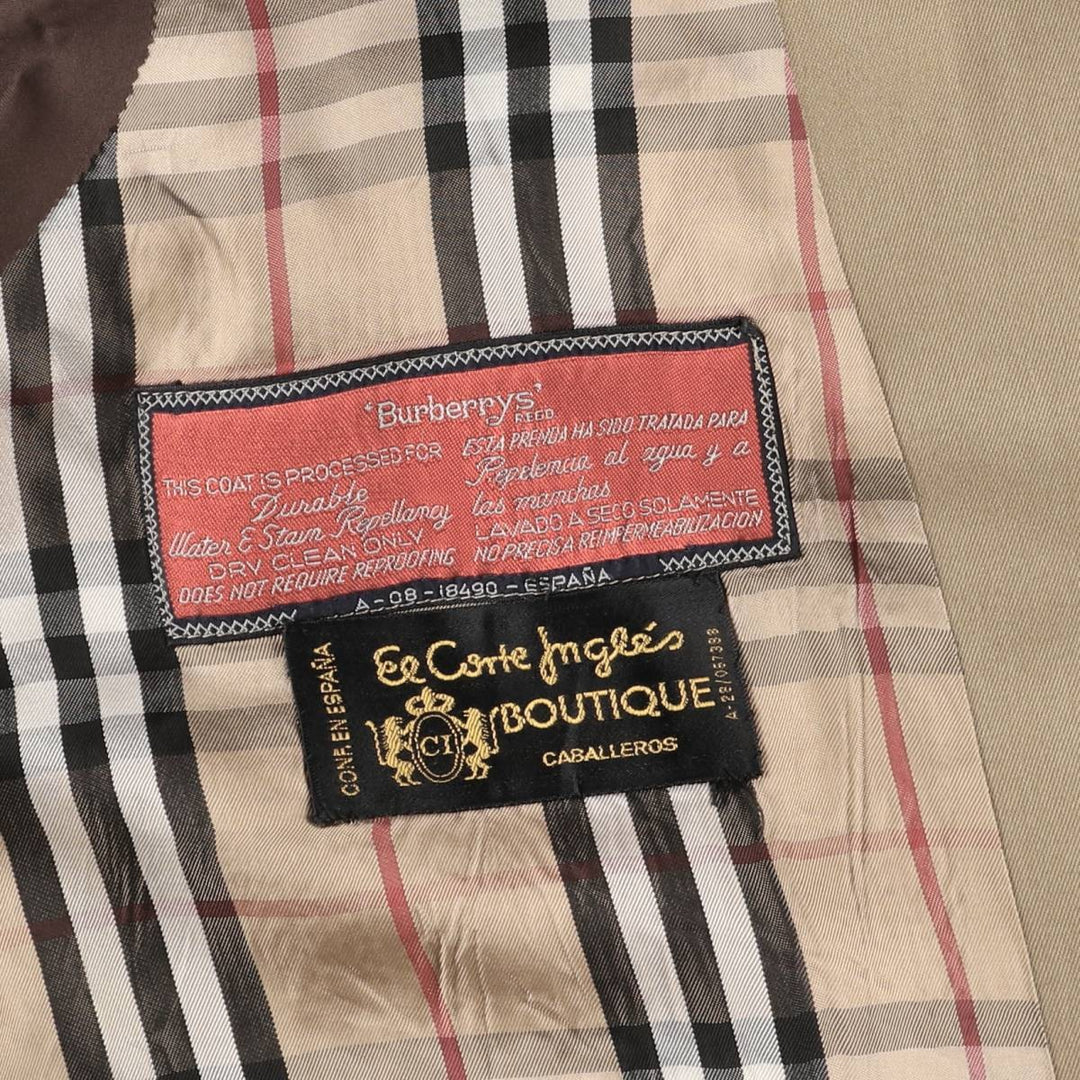 'Burberrys'
REGD
THIS COAT IS PROCESSED FOR
Durable
Water & Stain Repellancy
DRY CLEAN ONLY
DOES NOT REQUIRE REPROOFING
ESTA PRENDA HA SIDO TRATADA PARA
Repelencia al agua y a
las manchas
LAVADO A SECO SOLAMENTE
NO PRECISA REIMPERMEABILIZACION
A-08-18490-ESPAÑA
CONF. EN ESPAÑA
El Corte Inglés
BOUTIQUE
CI
CABALLEROS
A-28/087388